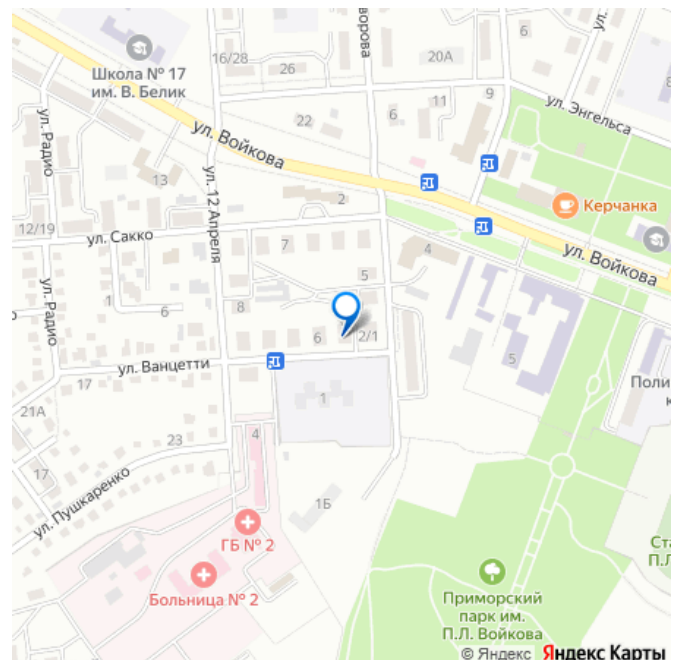 Школа № 17
им. В. Белик
16/28
26
20А
6
ул. Энгельса
22
6
11
9
ул. Радио
ул. Войкова
13
2
Керчанка
12/19
ул. Сакко
ул. 12 Апреля
7
4
ул. Войкова
5
1
6
8
ул. Радио
6
2/1
5
ул. Ванцетти
17
21А
1
23
4
17
ул. Пушкаренко
1Б
ГБ № 2
Больница № 2
Приморский
парк им.
П.Л. Войкова
© Яндекс Яндекс Карты